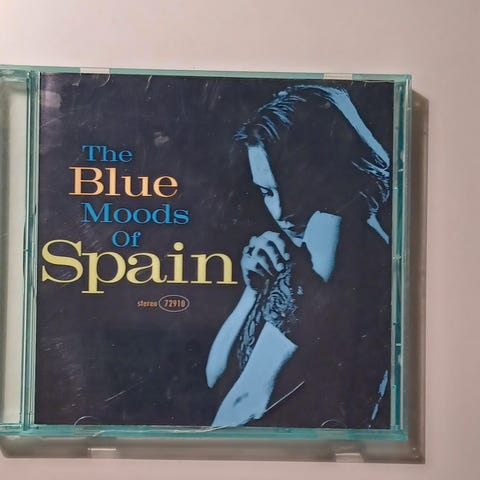 The
Blue
Moods
Of
Spain
stereo 72910